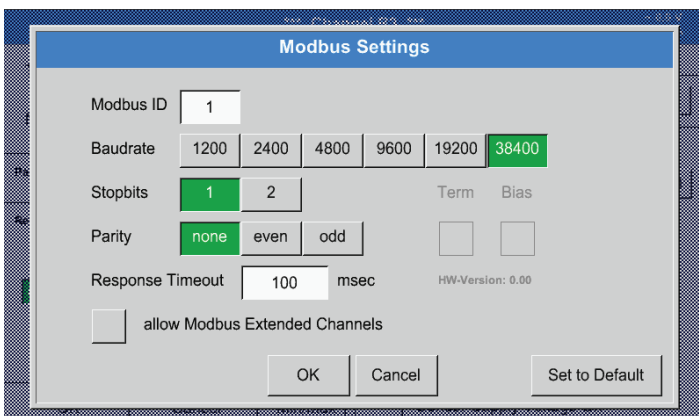 *** Channel B2 ***
Modbus Settings
Modbus ID 1
Baudrate 1200 2400 4800 9600 19200 38400
Stopbits 1 2 Term Bias
Parity none even odd
Response Timeout 100 msec HW-Version: 0.00
allow Modbus Extended Channels
OK Cancel Set to Default